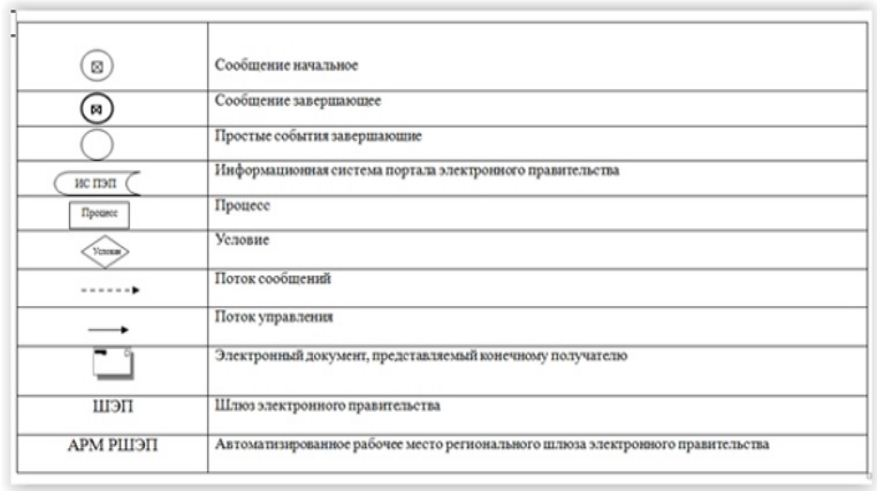 Сообщение начальное
Сообщение завершающее
Простые события завершающие
ИС ПЭП
Информационная система портала электронного правительства
Процесс
Процесс
Условие
Условие
Поток сообщений
Поток управления
Электронный документ, представляемый конечному получателю
ШЭП
Шлюз электронного правительства
АРМ РШЭП
Автоматизированное рабочее место регионального шлюза электронного правительства